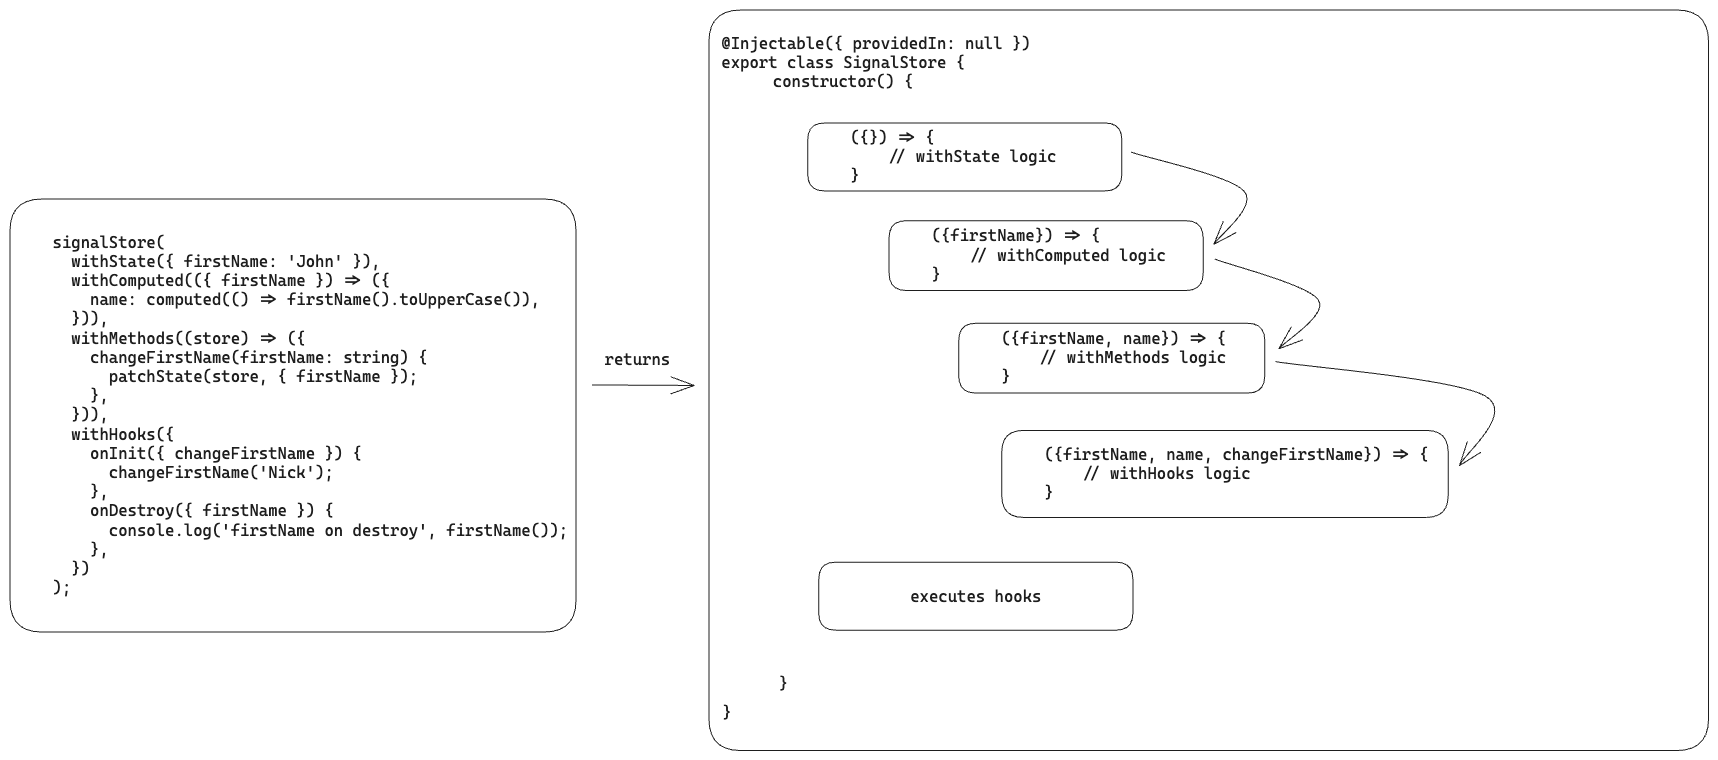 signalStore(
withState({ firstName: 'John' }),
withComputed(({ firstName }) => ({
name: computed(() => firstName().toUpperCase()),
})),
withMethods((store) => ({
changeFirstName(firstName: string) {
patchState(store, { firstName });
},
})),
withHooks({
onInit({ changeFirstName }) {
changeFirstName('Nick');
},
onDestroy({ firstName }) {
console.log('firstName on destroy', firstName());
},
})
);
returns
@Injectable({ providedIn: null })
export class SignalStore {
constructor() {
({}) => {
// withState logic
}
({firstName}) => {
// withComputed logic
}
({firstName, name}) => {
// withMethods logic
}
({firstName, name, changeFirstName}) => {
// withHooks logic
}
executes hooks
}
}